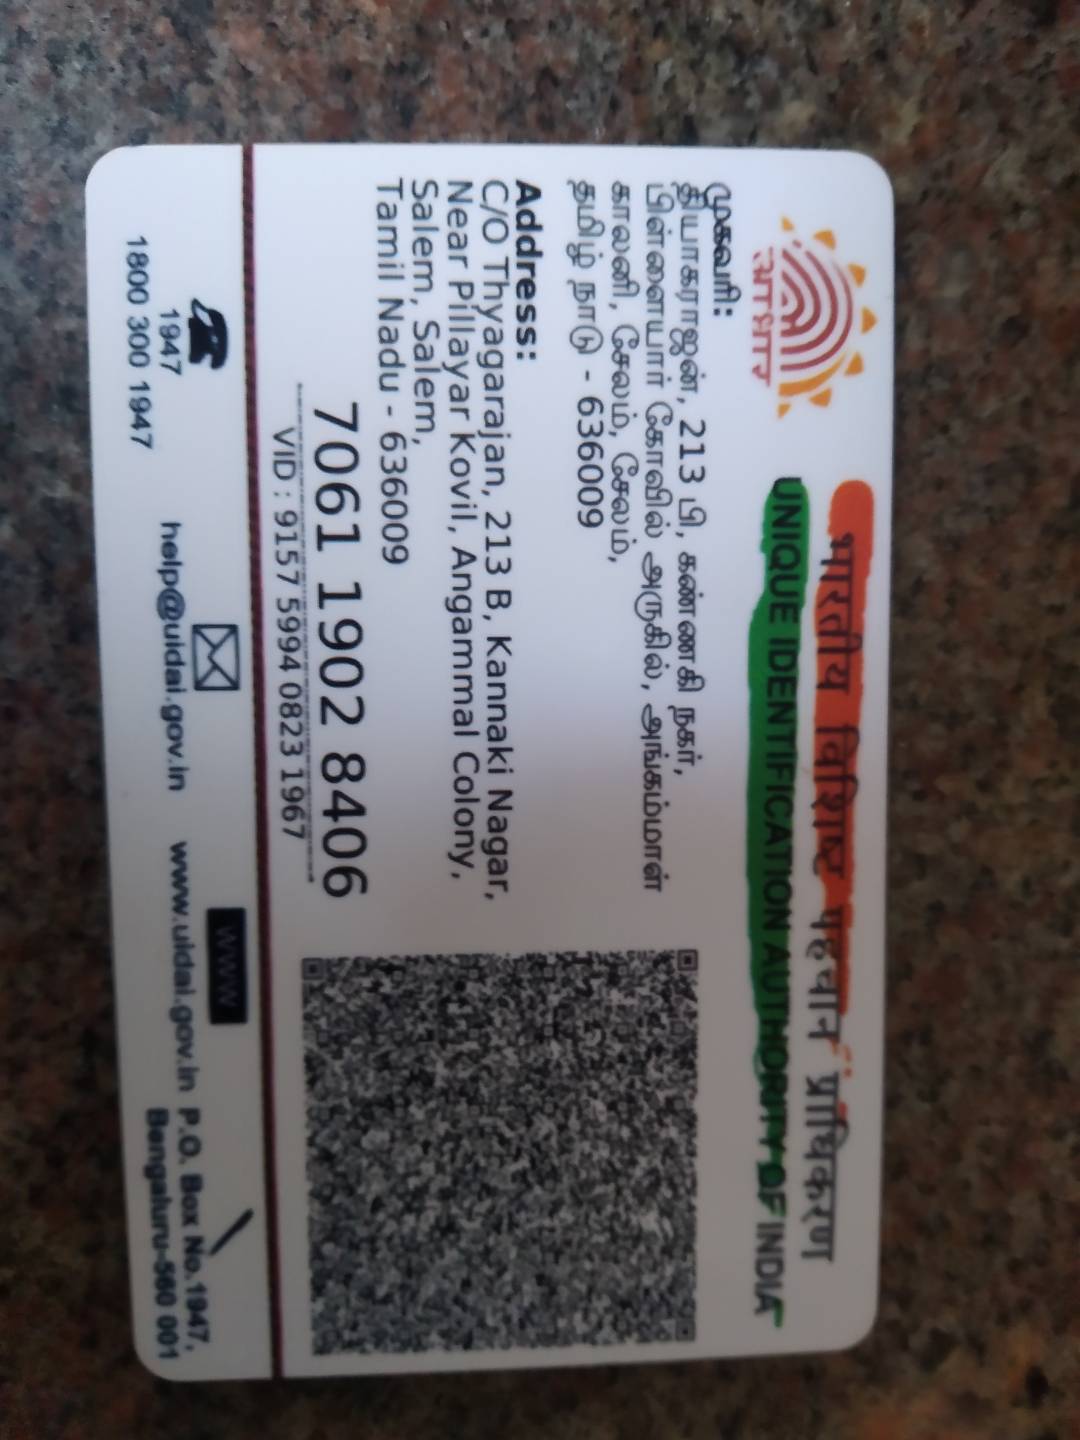 आधार
भारतीय विशिष्ट पहचान प्राधिकरण
UNIQUE IDENTIFICATION AUTHORITY OF INDIA
முகவரி:
தியாகராஜன், 213 பி, கண்ணகி நகர்,
பிள்ளையார் கோவில் அருகில், அங்கம்மாள்
காலனி, சேலம், சேலம்,
தமிழ் நாடு - 636009
Address:
C/O Thyagarajan, 213 B, Kannaki Nagar,
Near Pillayar Kovil, Angammal Colony,
Salem, Salem,
Tamil Nadu - 636009
7061 1902 8406
VID : 9157 5994 0823 1967
1947
1800 300 1947
help@uidai.gov.in
www
www.uidai.gov.in
P.O. Box No.1947,
Bengaluru-560 001